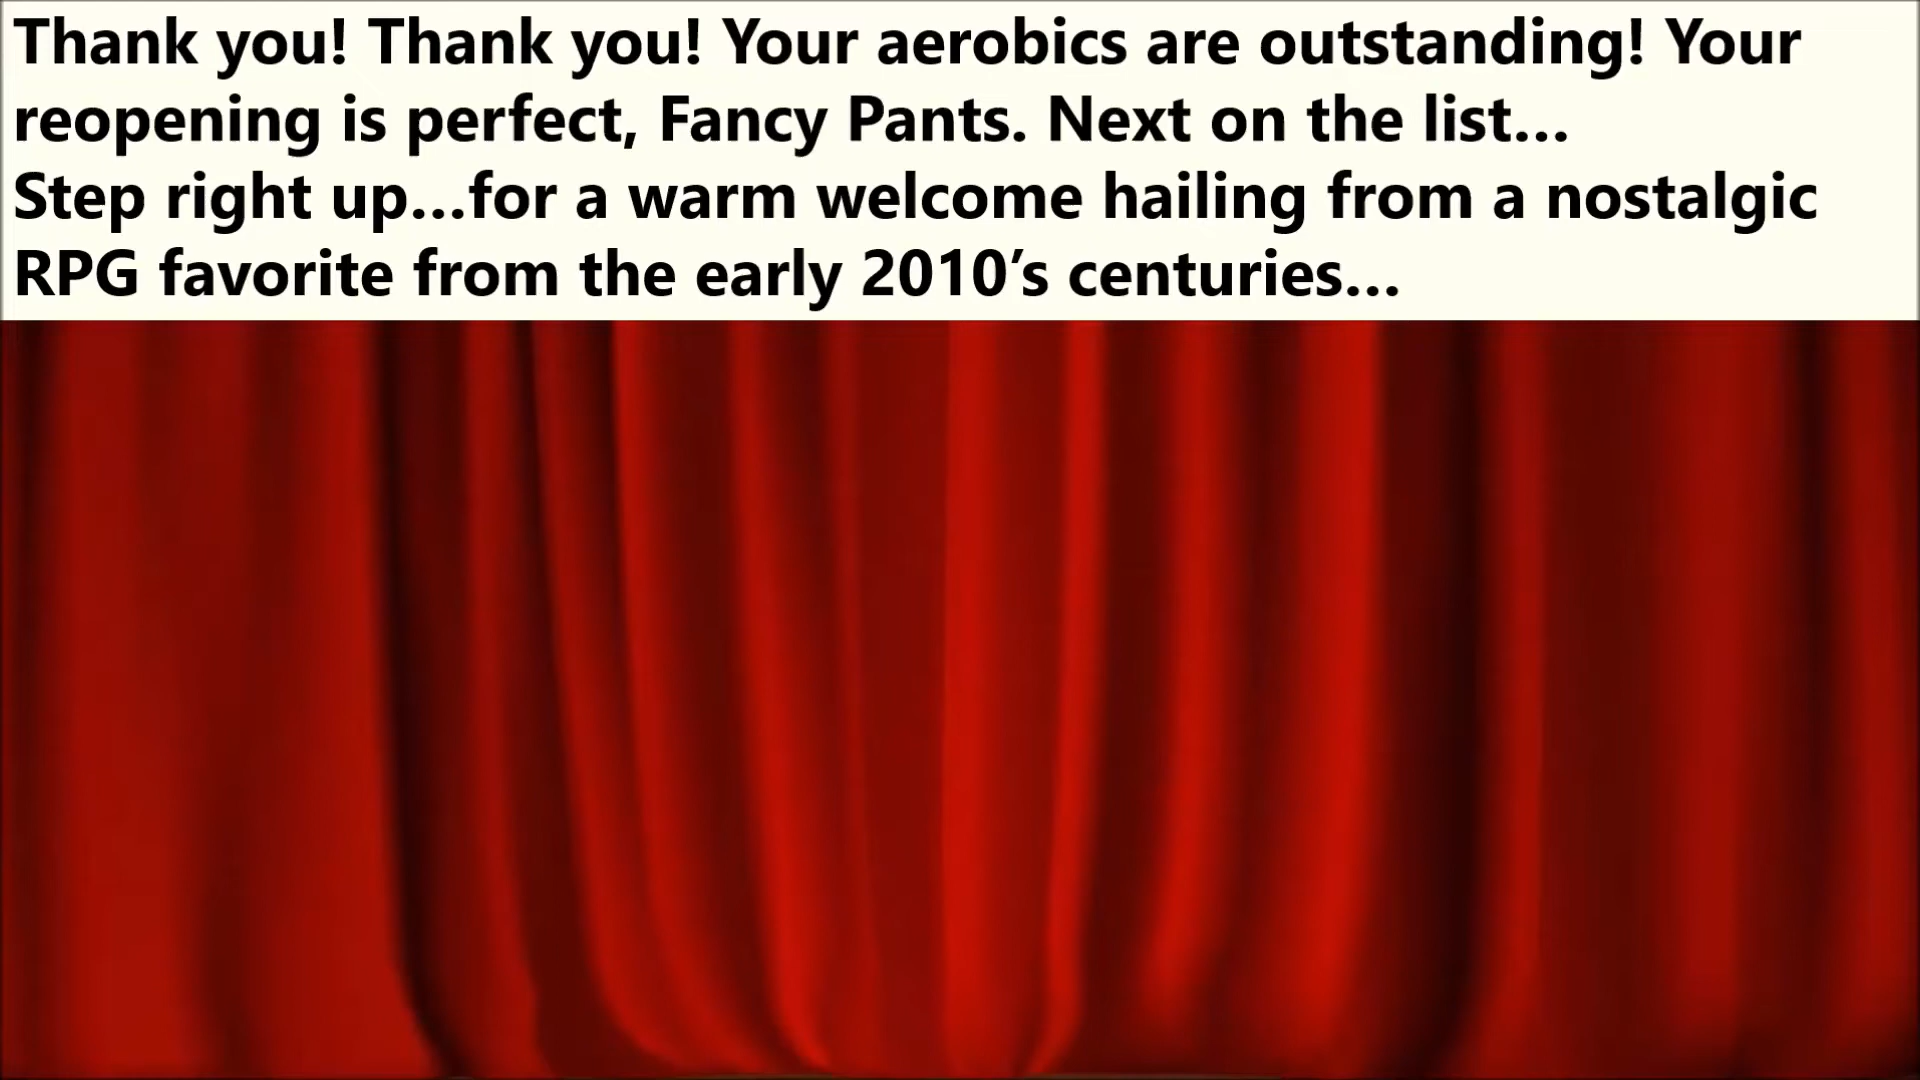 Thank you! Thank you! Your aerobics are outstanding! Your
reopening is perfect, Fancy Pants. Next on the list...
Step right up...for a warm welcome hailing from a nostalgic
RPG favorite from the early 2010’s centuries...